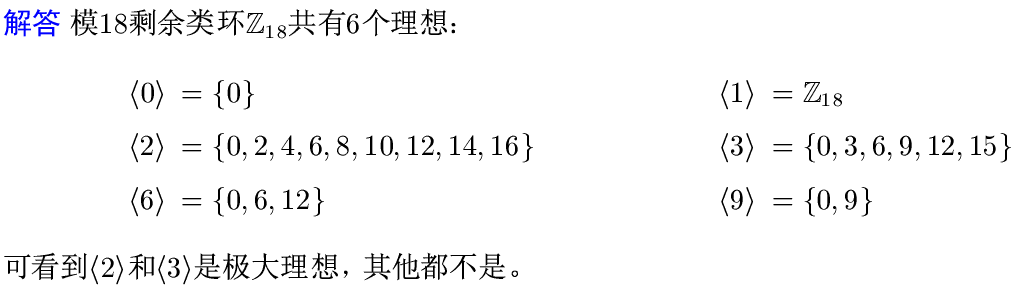 解答 模18剩余类环ℤ₁₈共有6个理想:
⟨0⟩ = {0} ⟨1⟩ = ℤ₁₈
⟨2⟩ = {0, 2, 4, 6, 8, 10, 12, 14, 16} ⟨3⟩ = {0, 3, 6, 9, 12, 15}
⟨6⟩ = {0, 6, 12} ⟨9⟩ = {0, 9}
可看到⟨2⟩和⟨3⟩是极大理想, 其他都不是。